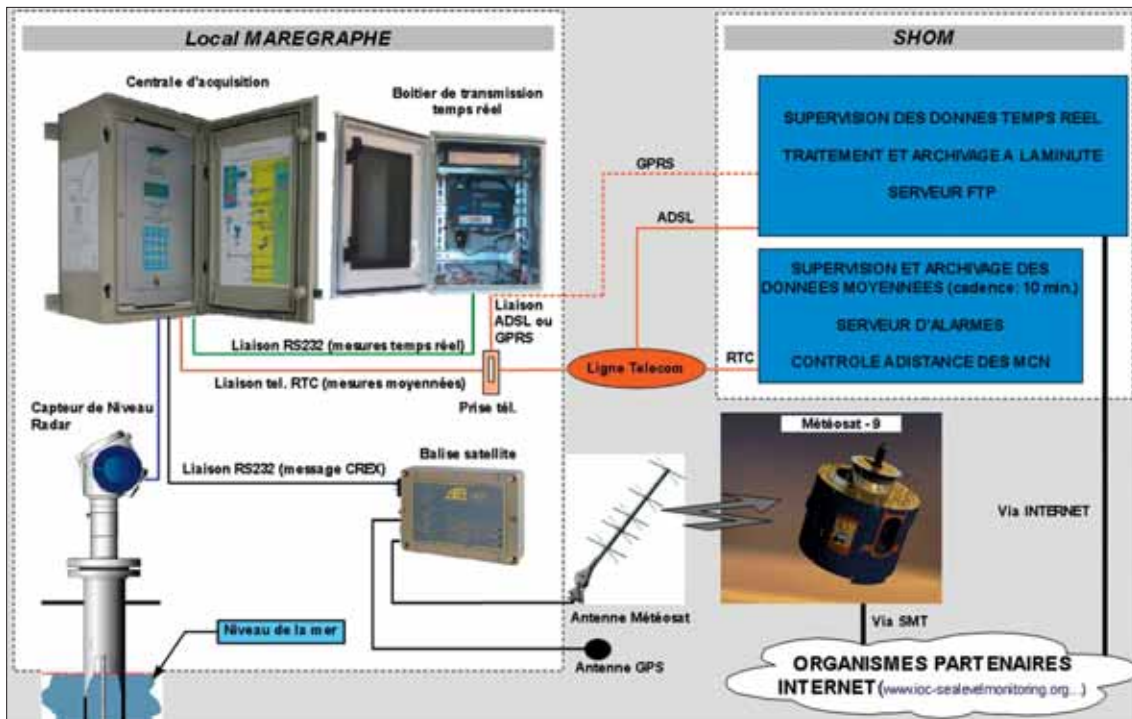 Local MAREGRAPHE
Centrale d'acquisition
Boitier de transmission
temps réel
Liaison
ADSL ou
GPRS
Liaison RS232 (mesures temps réel)
Liaison tel. RTC (mesures moyennées)
Prise tél.
Capteur de Niveau
Radar
Liaison RS232 (message CREX)
Balise satellite
Niveau de la mer
Antenne Météosat
Antenne GPS
GPRS
ADSL
Ligne Telecom
RTC
SHOM
SUPERVISION DES DONNES TEMPS REEL
TRAITEMENT ET ARCHIVAGE A LAMINUTE
SERVEUR FTP
SUPERVISION ET ARCHIVAGE DES
DONNEES MOYENNÉES (cadence: 10 min.)
SERVEUR D'ALARMES
CONTROLE ADISTANCE DES MCN
Météosat - 9
Via INTERNET
Via SMT
ORGANISMES PARTENAIRES
INTERNET (www.ioc-sealevelmonitoring.org...)